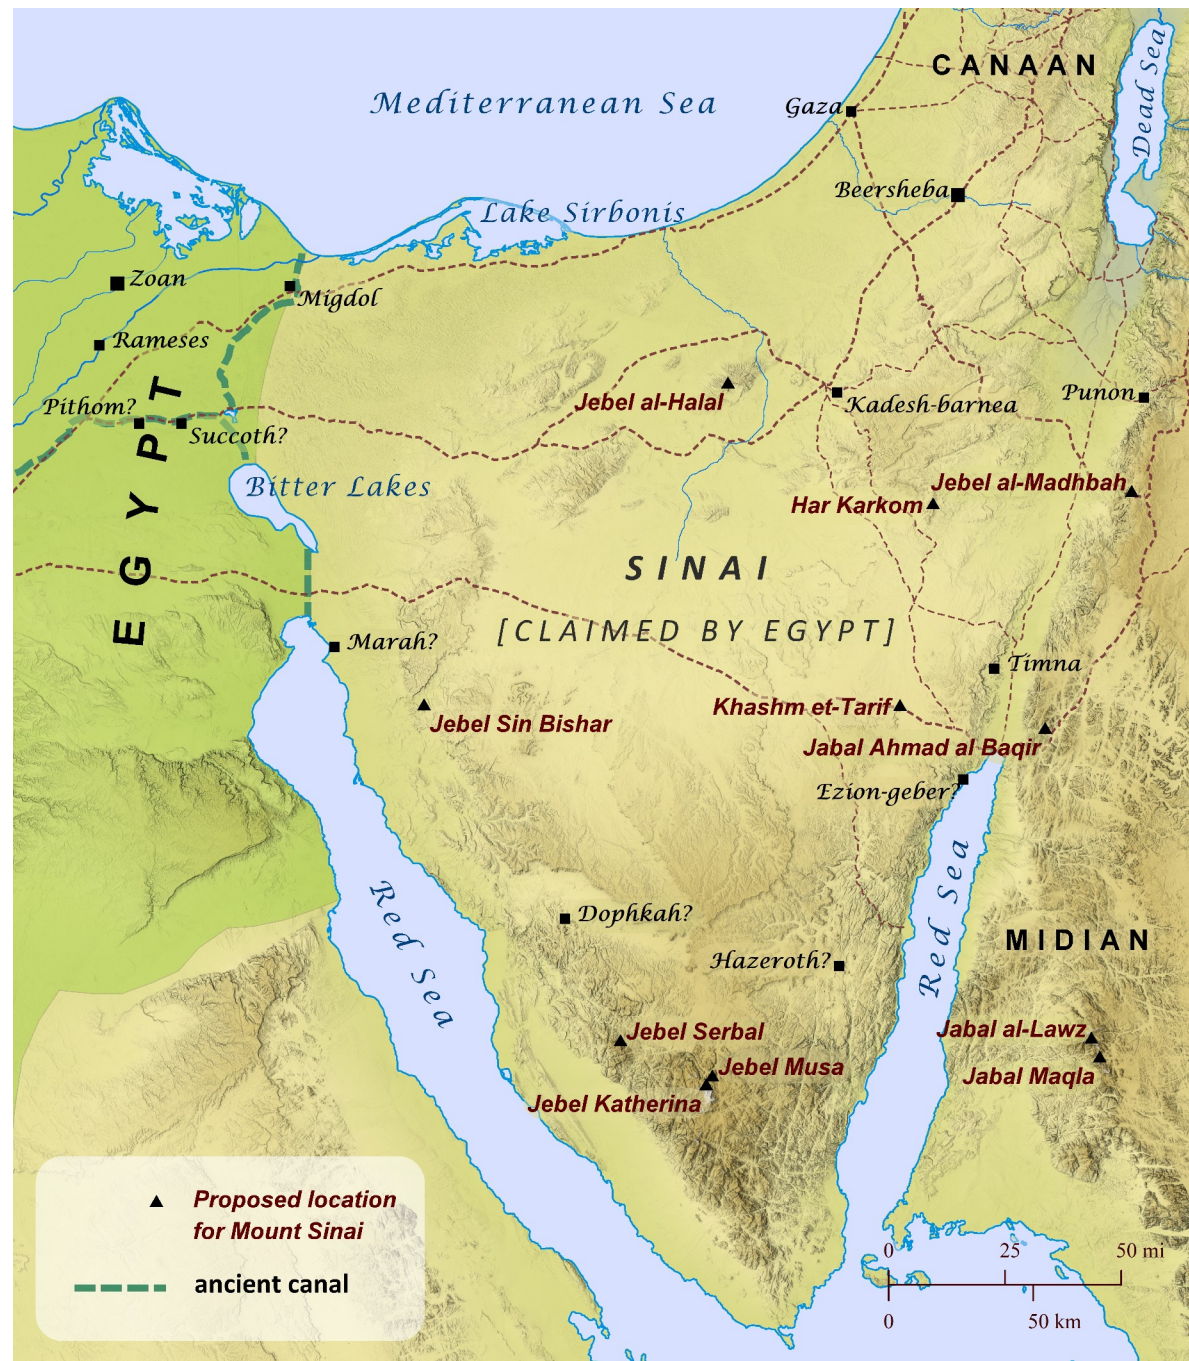 CANAAN
Dead Sea
Mediterranean Sea
Gaza
Beersheba
Lake Sirbonis
Zoan
Migdol
Rameses
EGYPT
Pithom?
Succoth?
Jebel al-Halal
Kadesh-barnea
Punon
Bitter Lakes
Jebel al-Madhbah
Har Karkom
SINAI
[CLAIMED BY EGYPT]
Marah?
Timna
Jebel Sin Bishar
Khashm et-Tarif
Jabal Ahmad al Baqir
Ezion-geber?
Red Sea
Red Sea
Dophkah?
Hazeroth?
MIDIAN
Jebel Serbal
Jabal al-Lawz
Jebel Musa
Jabal Maqla
Jebel Katherina
Proposed location
for Mount Sinai
ancient canal
0 25 50 mi
0 50 km